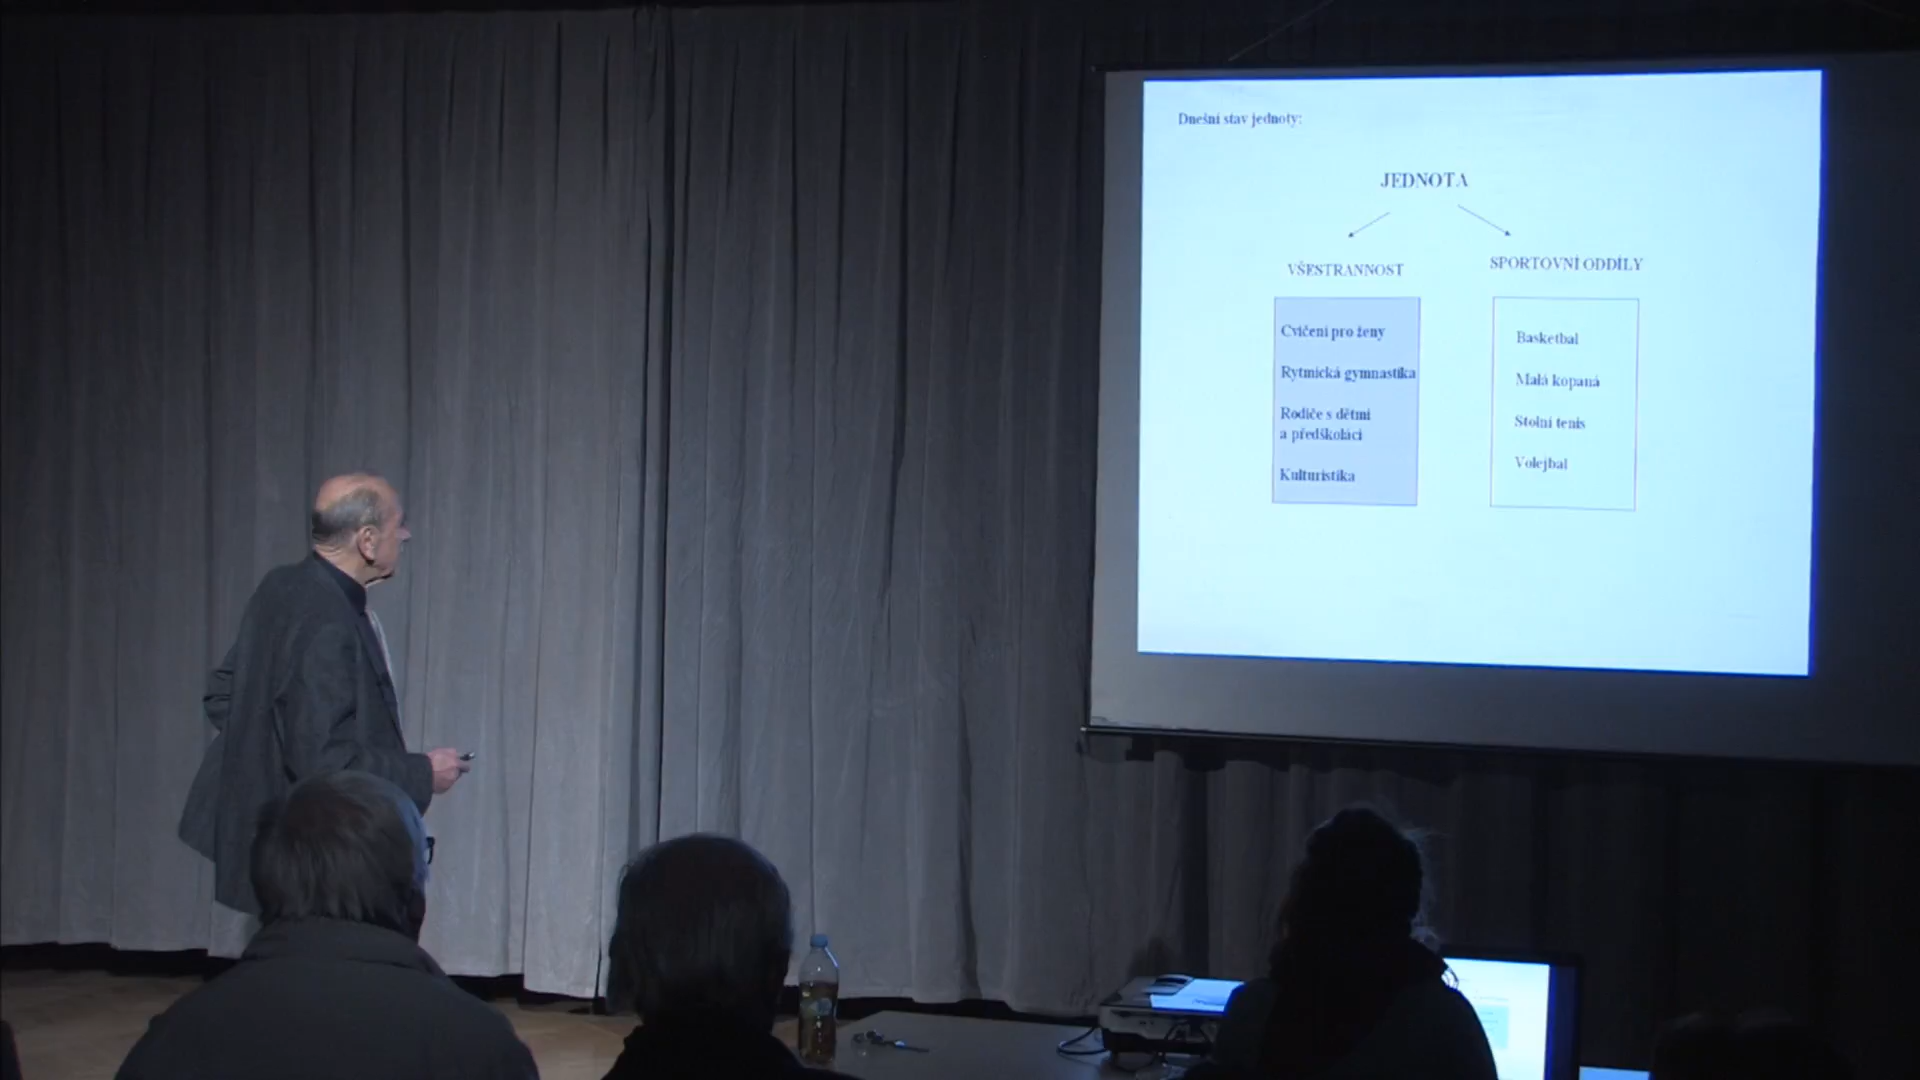 Dnešní stav jednoty:
JEDNOTA
VŠESTRANNOST
SPORTOVNÍ ODDÍLY
Cvičení pro ženy
Rytmická gymnastika
Rodiče s dětmi
a předškoláci
Kulturistika
Basketbal
Malá kopaná
Stolní tenis
Volejbal